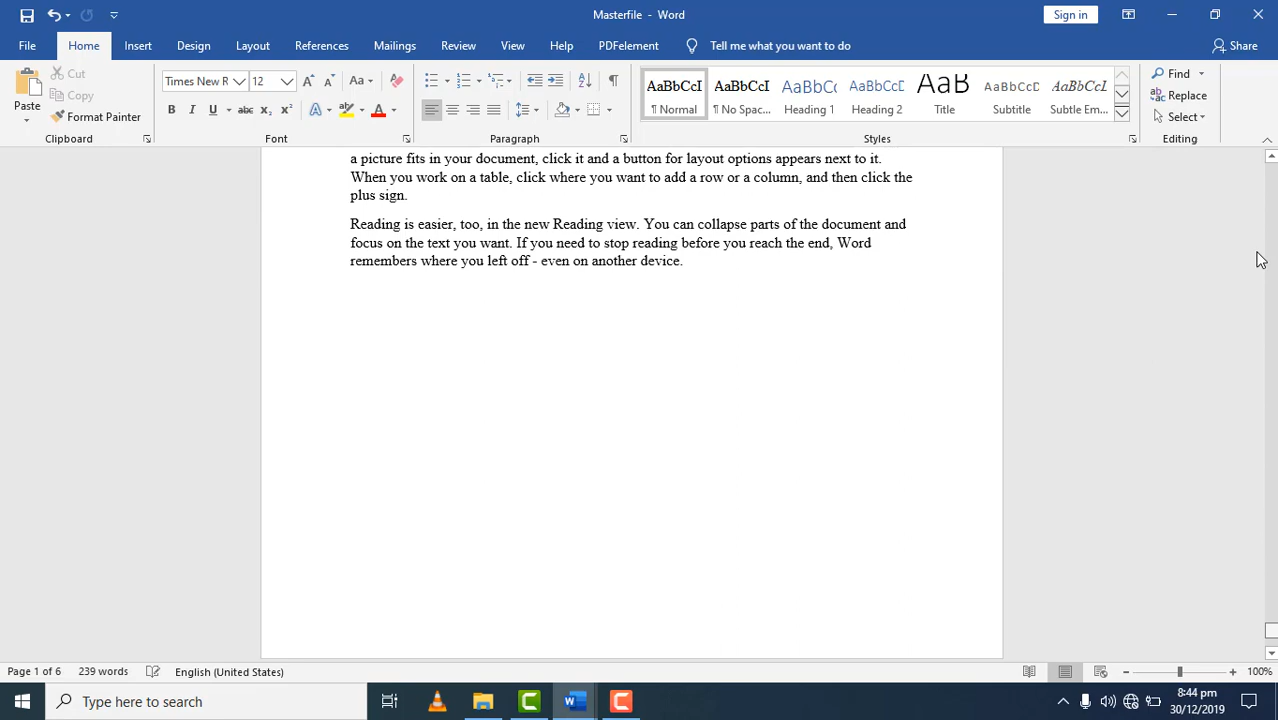 Masterfile - Word
Sign in
File Home Insert Design Layout References Mailings Review View Help PDFelement Tell me what you want to do Share
Paste
Cut
Copy
Format Painter
Clipboard
Times New R 12 Aa
B I U abc x₂ x² A ab A
Font
Paragraph
AaBbCcI AaBbCcI AaBbCc AaBbCcD AaB AaBbCcD AaBbCcI
¶ Normal ¶ No Spac... Heading 1 Heading 2 Title Subtitle Subtle Em...
Styles
Find
Replace
Select
Editing
a picture fits in your document, click it and a button for layout options appears next to it.
When you work on a table, click where you want to add a row or a column, and then click the
plus sign.
Reading is easier, too, in the new Reading view. You can collapse parts of the document and
focus on the text you want. If you need to stop reading before you reach the end, Word
remembers where you left off - even on another device.
Page 1 of 6 239 words English (United States) 100%
Type here to search
8:44 pm
30/12/2019